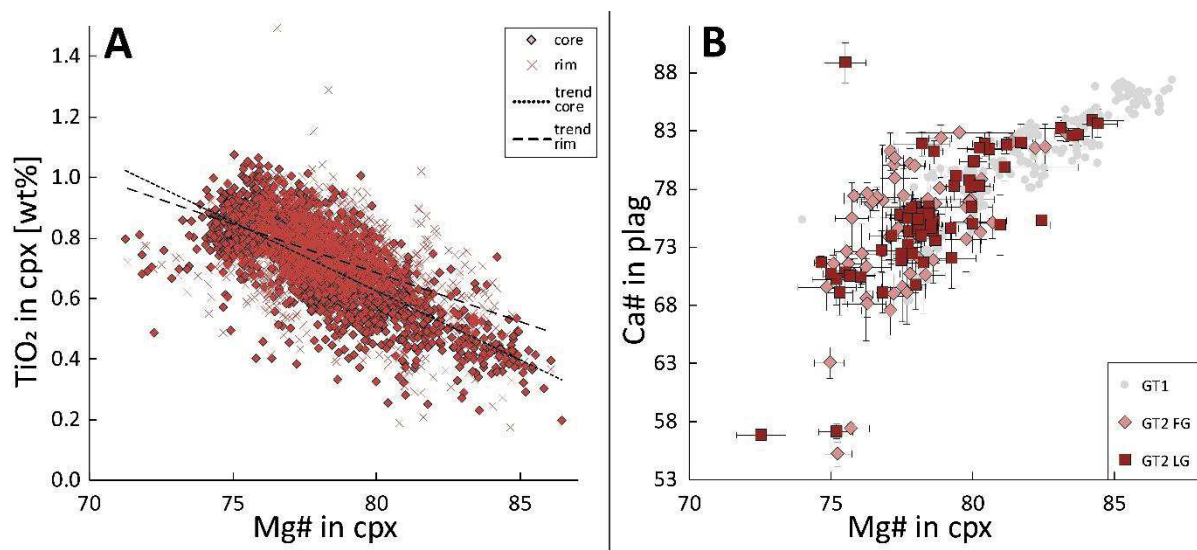 A
core
rim
trend
core
trend
rim
TiO₂ in cpx [wt%]
1.4
1.2
1.0
0.8
0.6
0.4
0.2
0.0
70
75
80
85
Mg# in cpx
B
Ca# in plag
88
83
78
73
68
63
58
53
GT1
GT2 FG
GT2 LG
70
75
80
85
Mg# in cpx